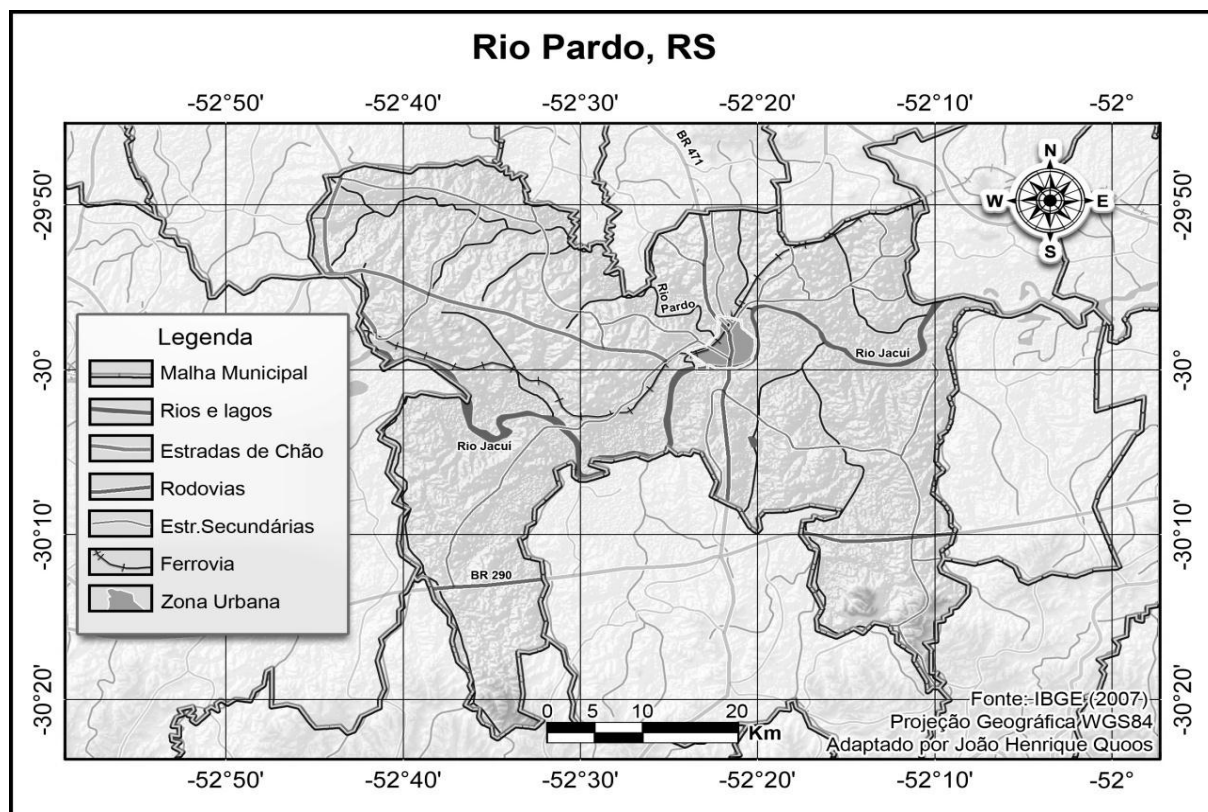 Rio Pardo, RS
-52°50'
-52°40'
-52°30'
-52°20'
-52°10'
-52°
BR 471
N
-29°50'
W
E
-29°50'
S
Rio Pardo
Legenda
Malha Municipal
Rios e lagos
Estradas de Chão
Rodovias
Estr.Secundárias
Ferrovia
Zona Urbana
Rio Jacuí
-30°
-30°
Rio Jacuí
-30°10'
-30°10'
BR 290
-30°20'
-30°20'
0 5 10 20
Km
Fonte: IBGE (2007)
Projeção Geográfica WGS84
Adaptado por João Henrique Quoos
-52°50'
-52°40'
-52°30'
-52°20'
-52°10'
-52°